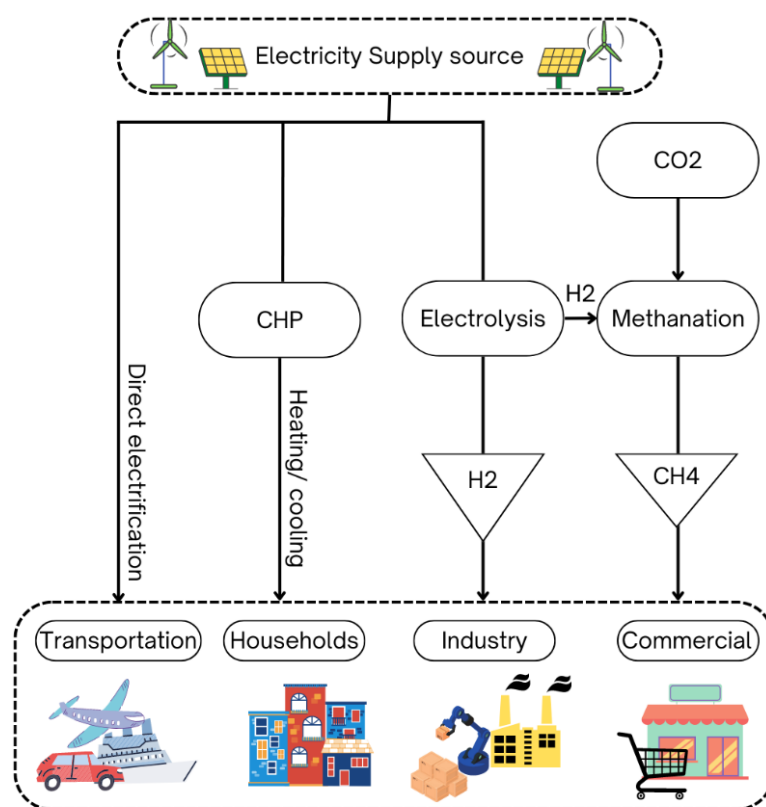 Electricity Supply source
CO2
CHP
Electrolysis
H2
Methanation
Direct electrification
Heating/ cooling
H2
CH4
Transportation
Households
Industry
Commercial